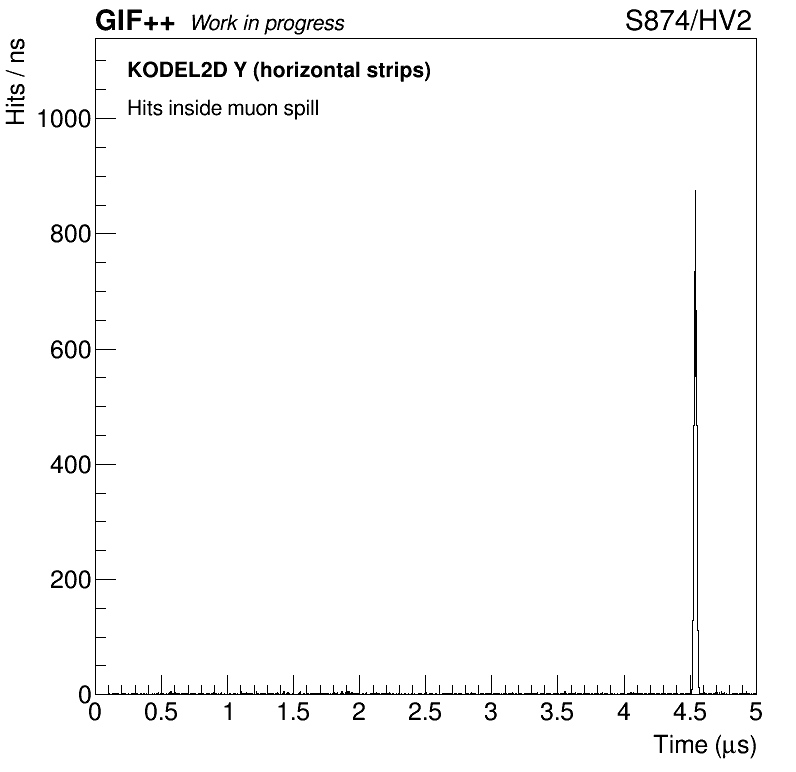 GIF++ Work in progress S874/HV2
Hits / ns
KODEL2D Y (horizontal strips)
Hits inside muon spill
1000
800
600
400
200
0
0 0.5 1 1.5 2 2.5 3 3.5 4 4.5 5
Time (μs)